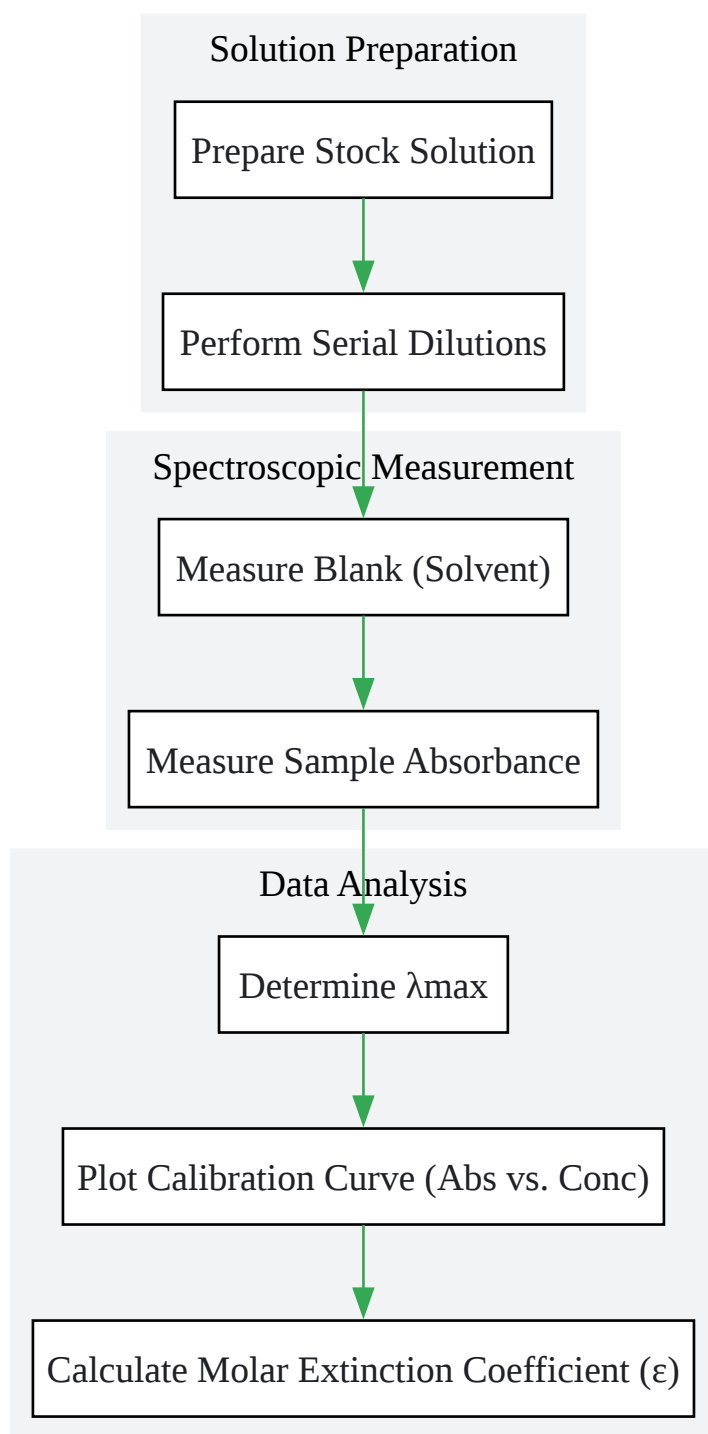 Solution Preparation
Prepare Stock Solution
Perform Serial Dilutions
Spectroscopic Measurement
Measure Blank (Solvent)
Measure Sample Absorbance
Data Analysis
Determine λmax
Plot Calibration Curve (Abs vs. Conc)
Calculate Molar Extinction Coefficient (ε)